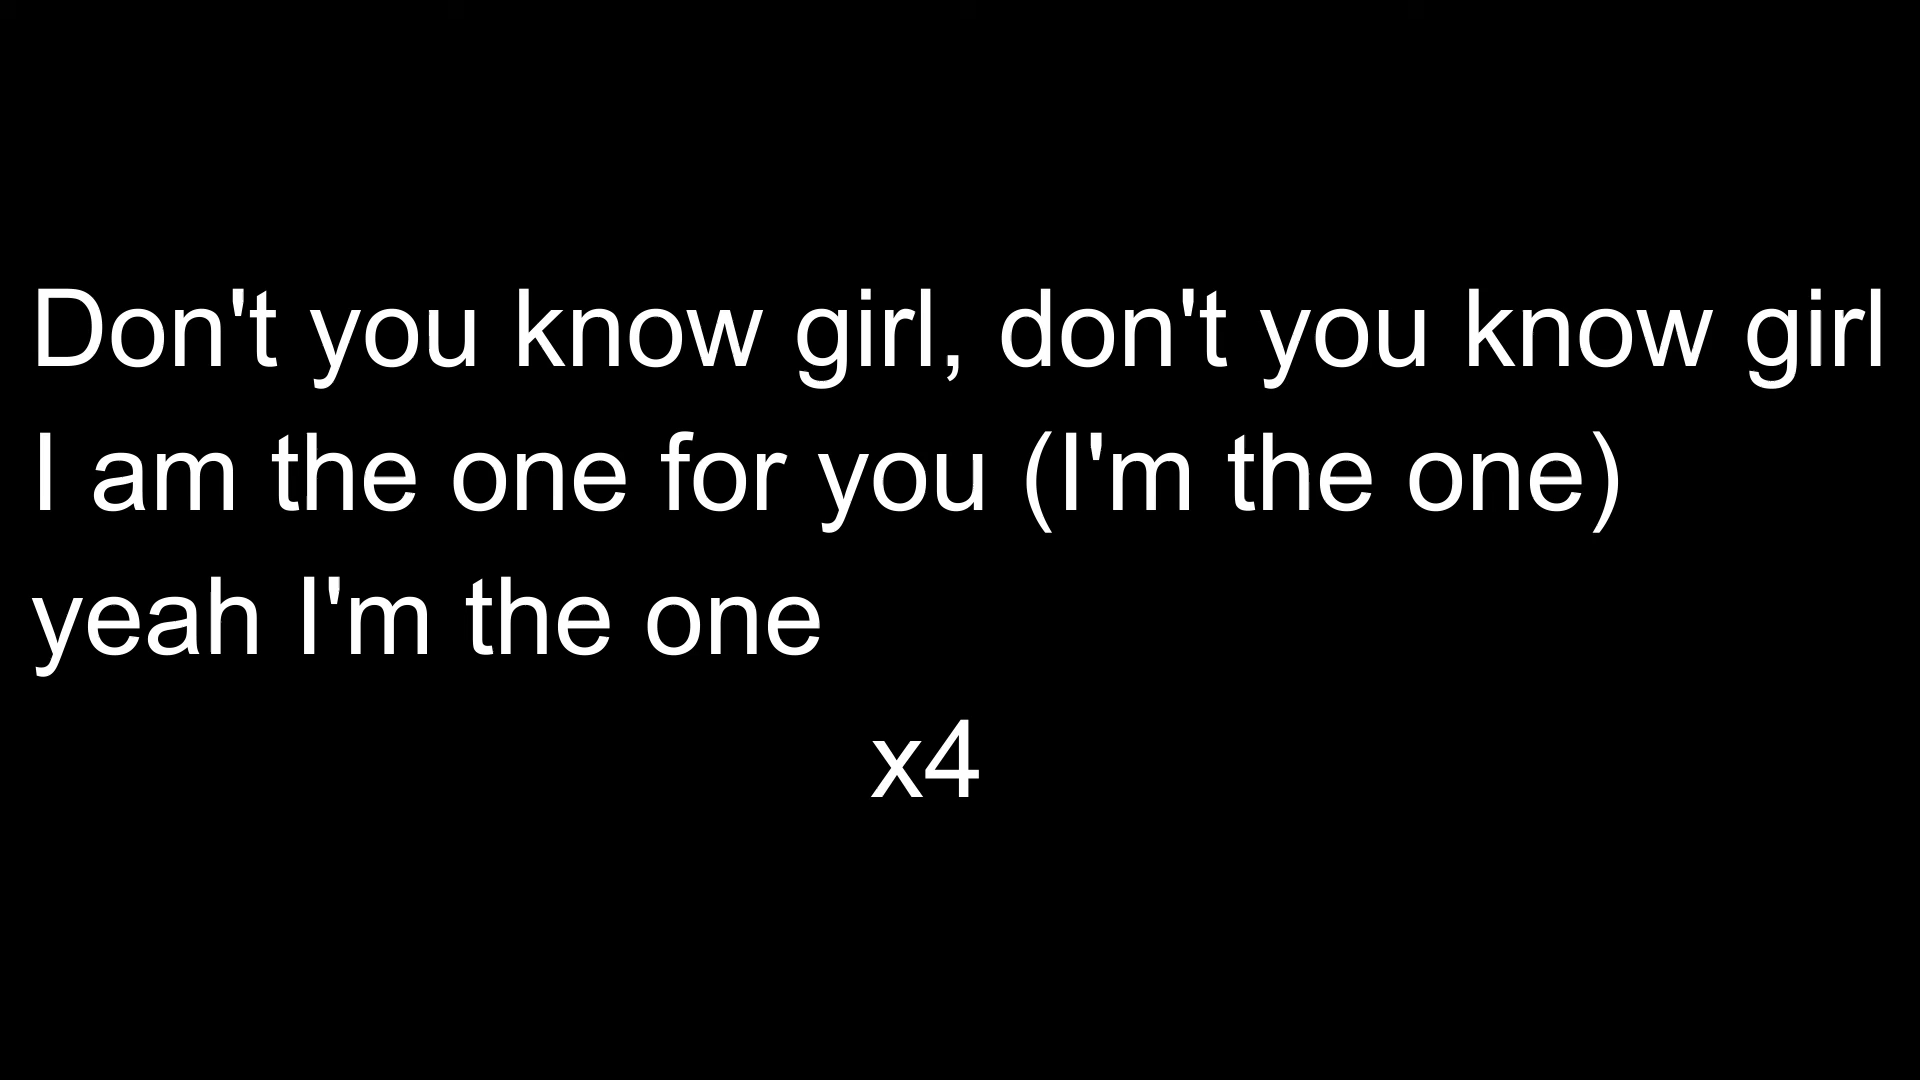 Don't you know girl, don't you know girl
I am the one for you (I'm the one)
yeah I'm the one
x4